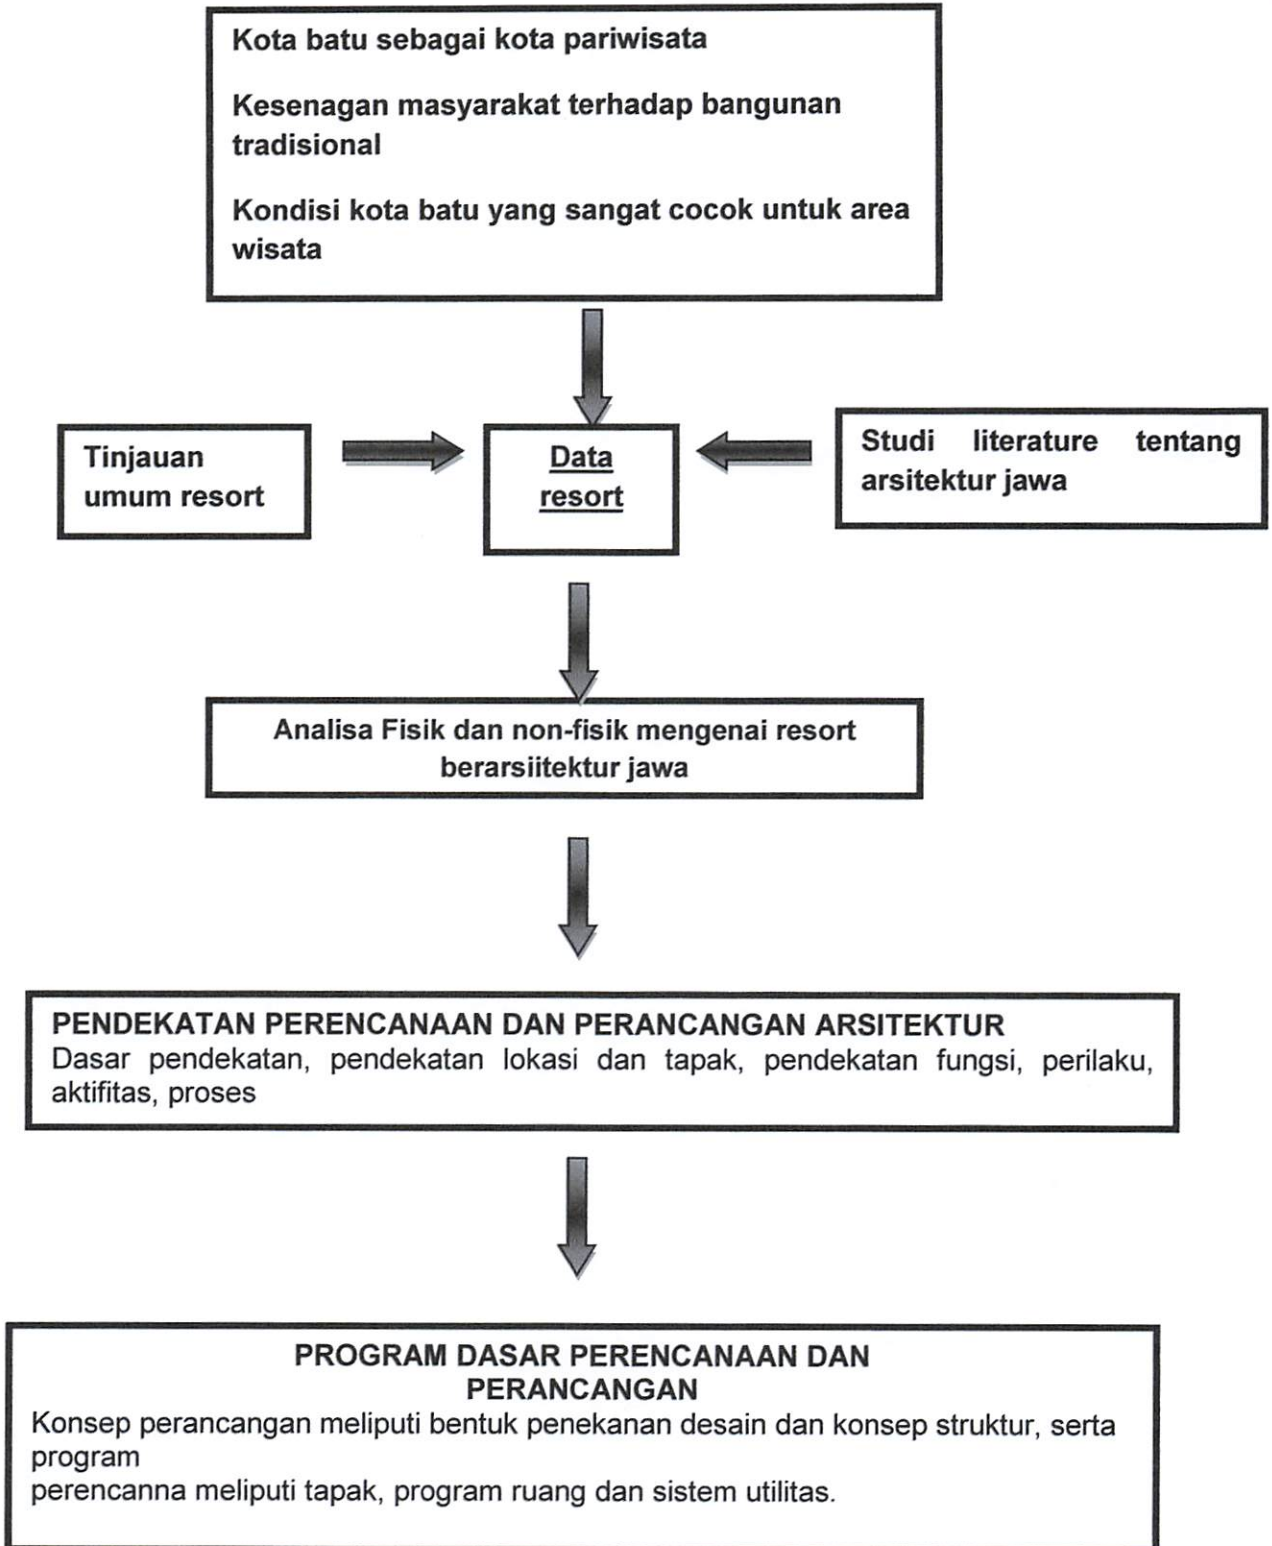 Kota batu sebagai kota pariwisata
Kesenagan masyarakat terhadap bangunan
tradisional
Kondisi kota batu yang sangat cocok untuk area
wisata
Tinjauan
umum resort
Data
resort
Studi literature tentang
arsitektur jawa
Analisa Fisik dan non-fisik mengenai resort
berarsiitektur jawa
PENDEKATAN PERENCANAAN DAN PERANCANGAN ARSITEKTUR
Dasar pendekatan, pendekatan lokasi dan tapak, pendekatan fungsi, perilaku,
aktifitas, proses
PROGRAM DASAR PERENCANAAN DAN
PERANCANGAN
Konsep perancangan meliputi bentuk penekanan desain dan konsep struktur, serta
program
perencanna meliputi tapak, program ruang dan sistem utilitas.